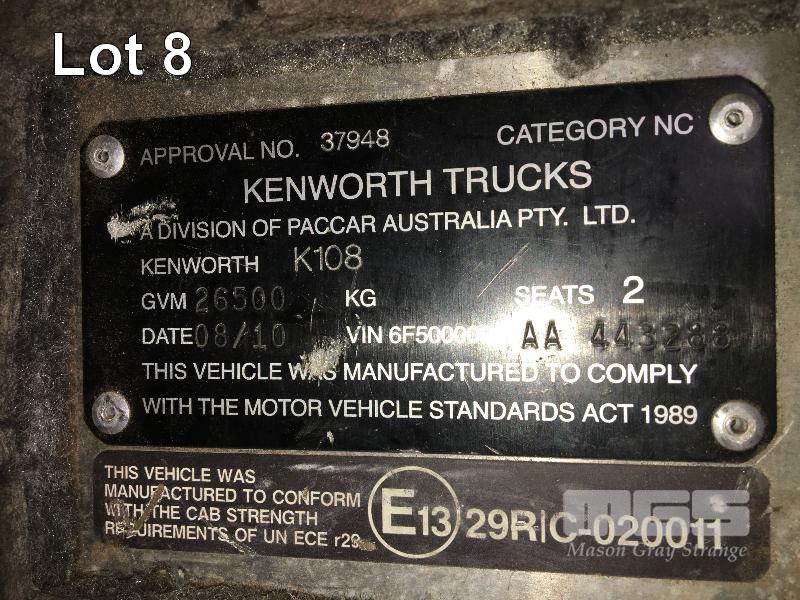 Lot 8
APPROVAL NO. 37948 CATEGORY NC
KENWORTH TRUCKS
A DIVISION OF PACCAR AUSTRALIA PTY. LTD.
KENWORTH K108
GVM 26500 KG SEATS 2
DATE 08/10 VIN AA 443288
THIS VEHICLE WAS MANUFACTURED TO COMPLY
WITH THE MOTOR VEHICLE STANDARDS ACT 1989
THIS VEHICLE WAS
MANUFACTURED TO CONFORM
WITH THE CAB STRENGTH
REQUIREMENTS OF UN ECE r29
E13 29R|C-020011
MGS
Mason Gray Strange